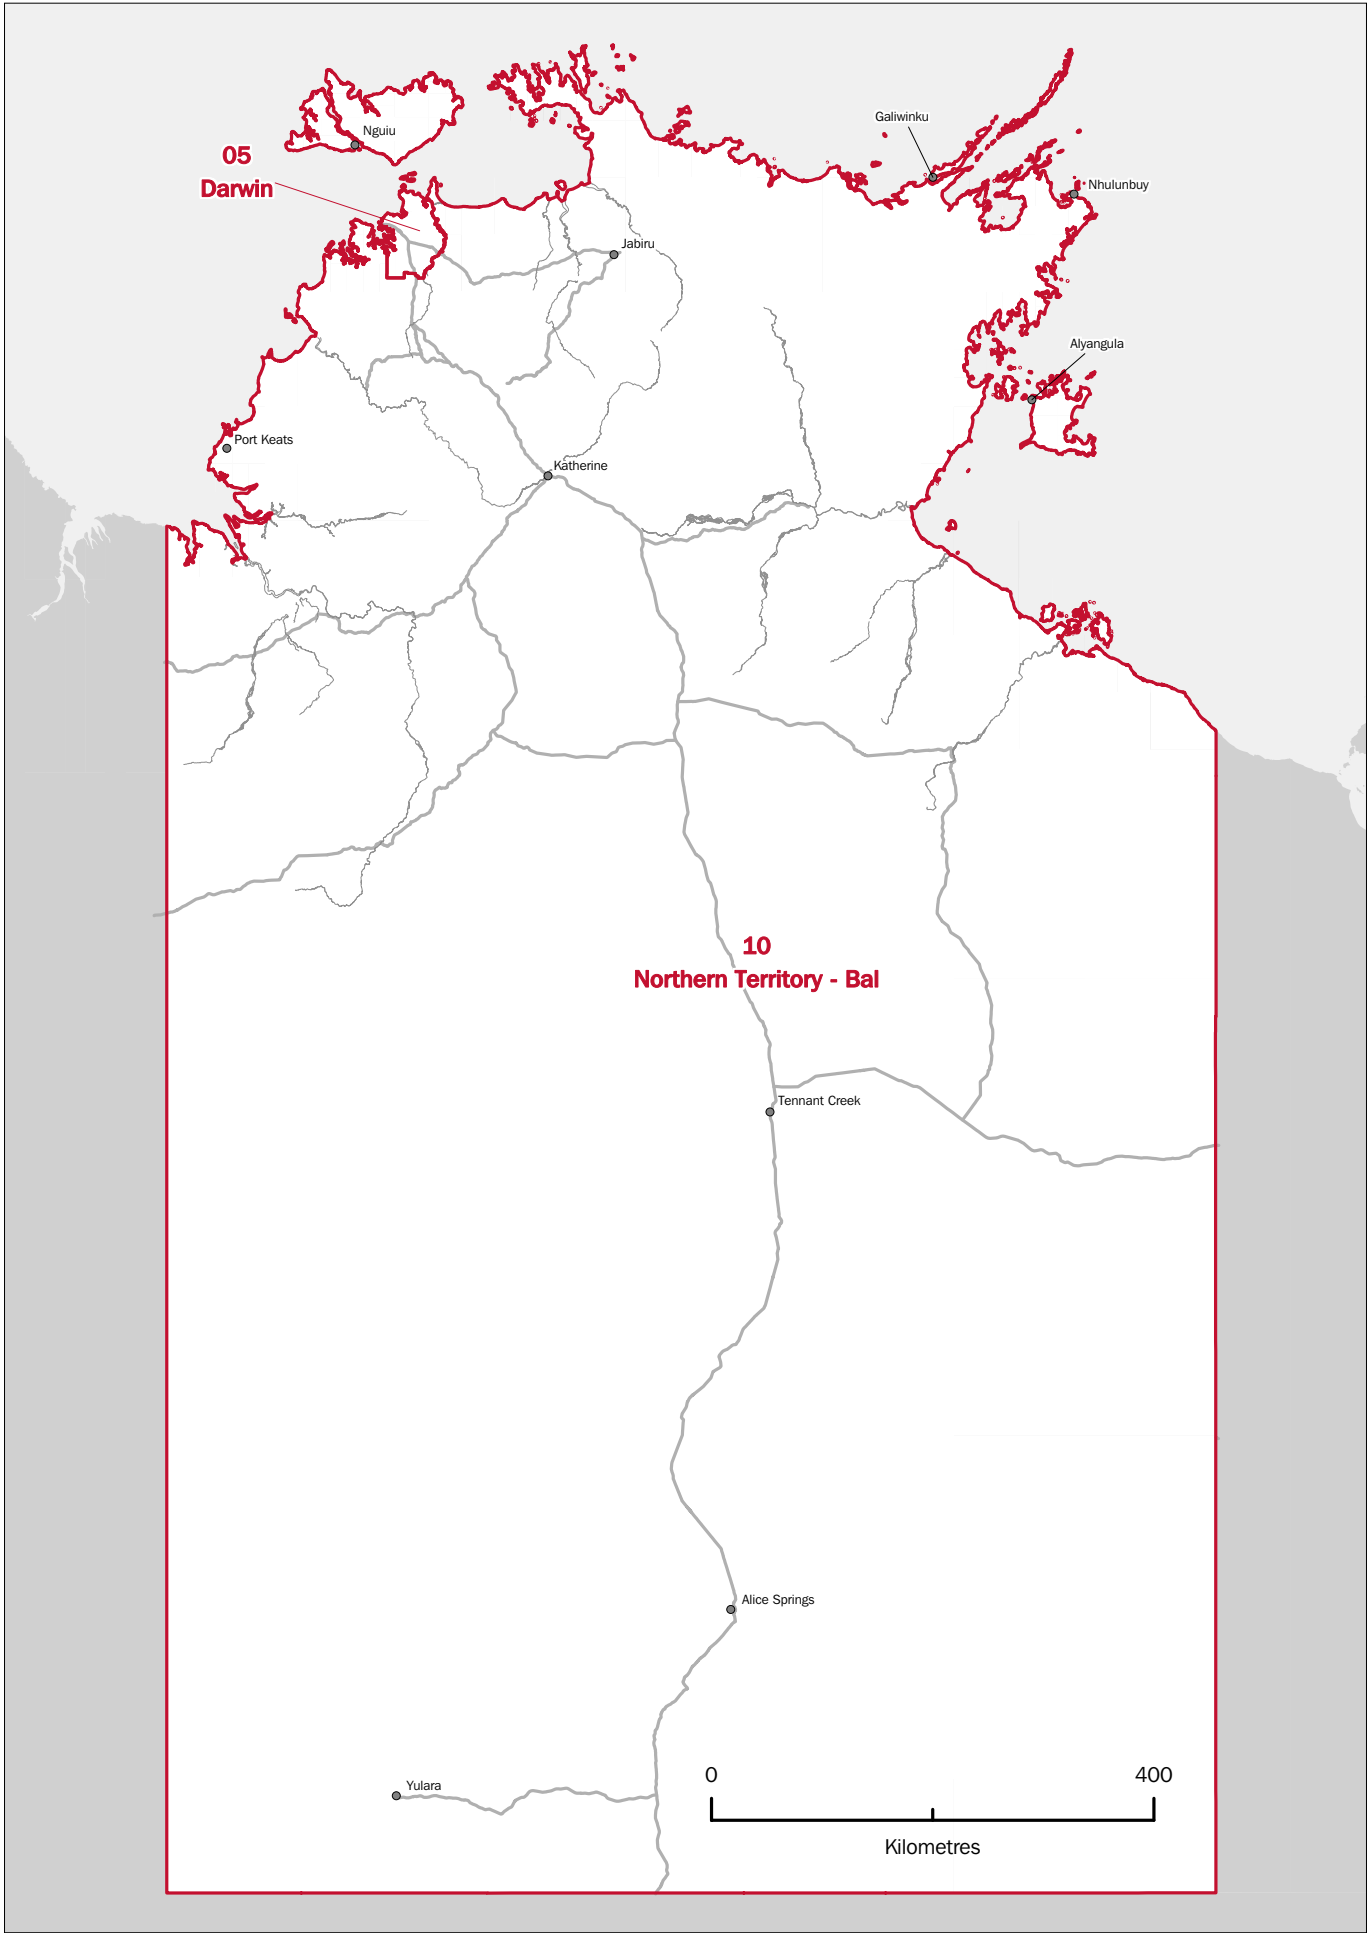 Galiwinku
Nguiu
05
Darwin
Nhulunbuy
Jabiru
Alyangula
Port Keats
Katherine
10
Northern Territory - Bal
Tennant Creek
Alice Springs
0 400
Yulara
Kilometres